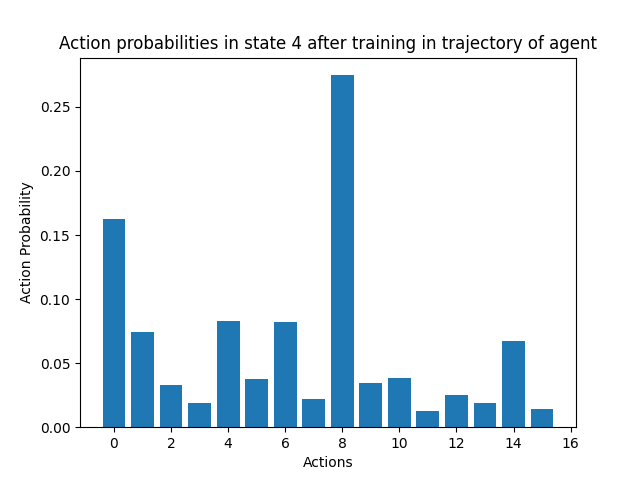 Action probabilities in state 4 after training in trajectory of agent
Action Probability
0.25
0.20
0.15
0.10
0.05
0.00
0 2 4 6 8 10 12 14 16
Actions